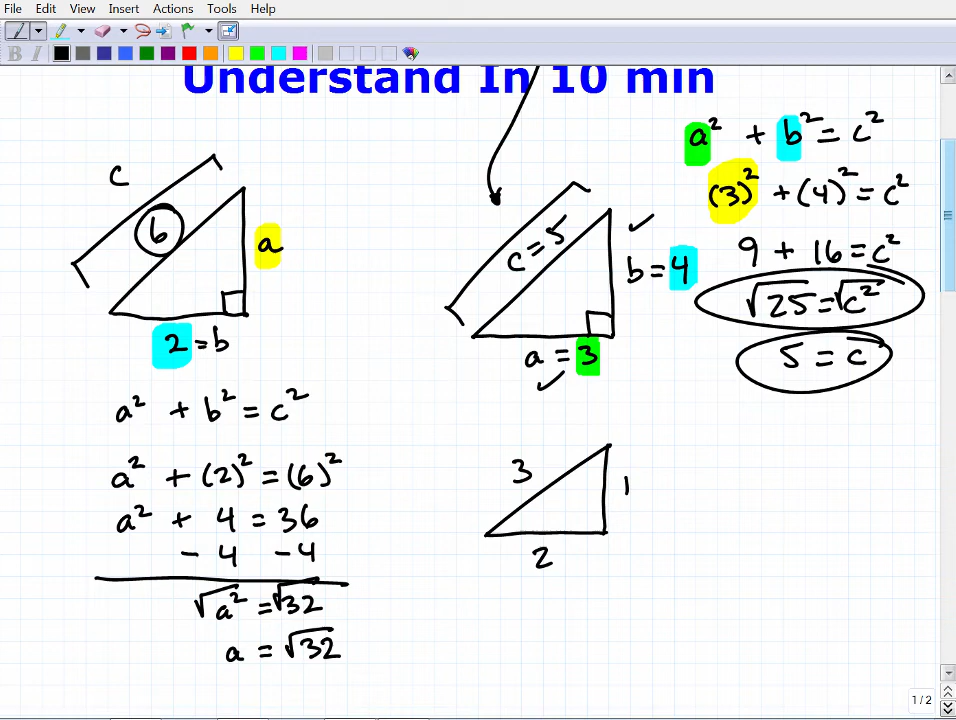 File Edit View Insert Actions Tools Help
B I
Understand In 10 min
c
6
a
2 = b
a² + b² = c²
a² + (2)² = (6)²
a² + 4 = 36
- 4 - 4
√a² = √32
a = √32
c = 5
b = 4
a = 3
a² + b² = c²
(3)² + (4)² = c²
9 + 16 = c²
√25 = √c²
5 = c
3
1
2
1 / 2